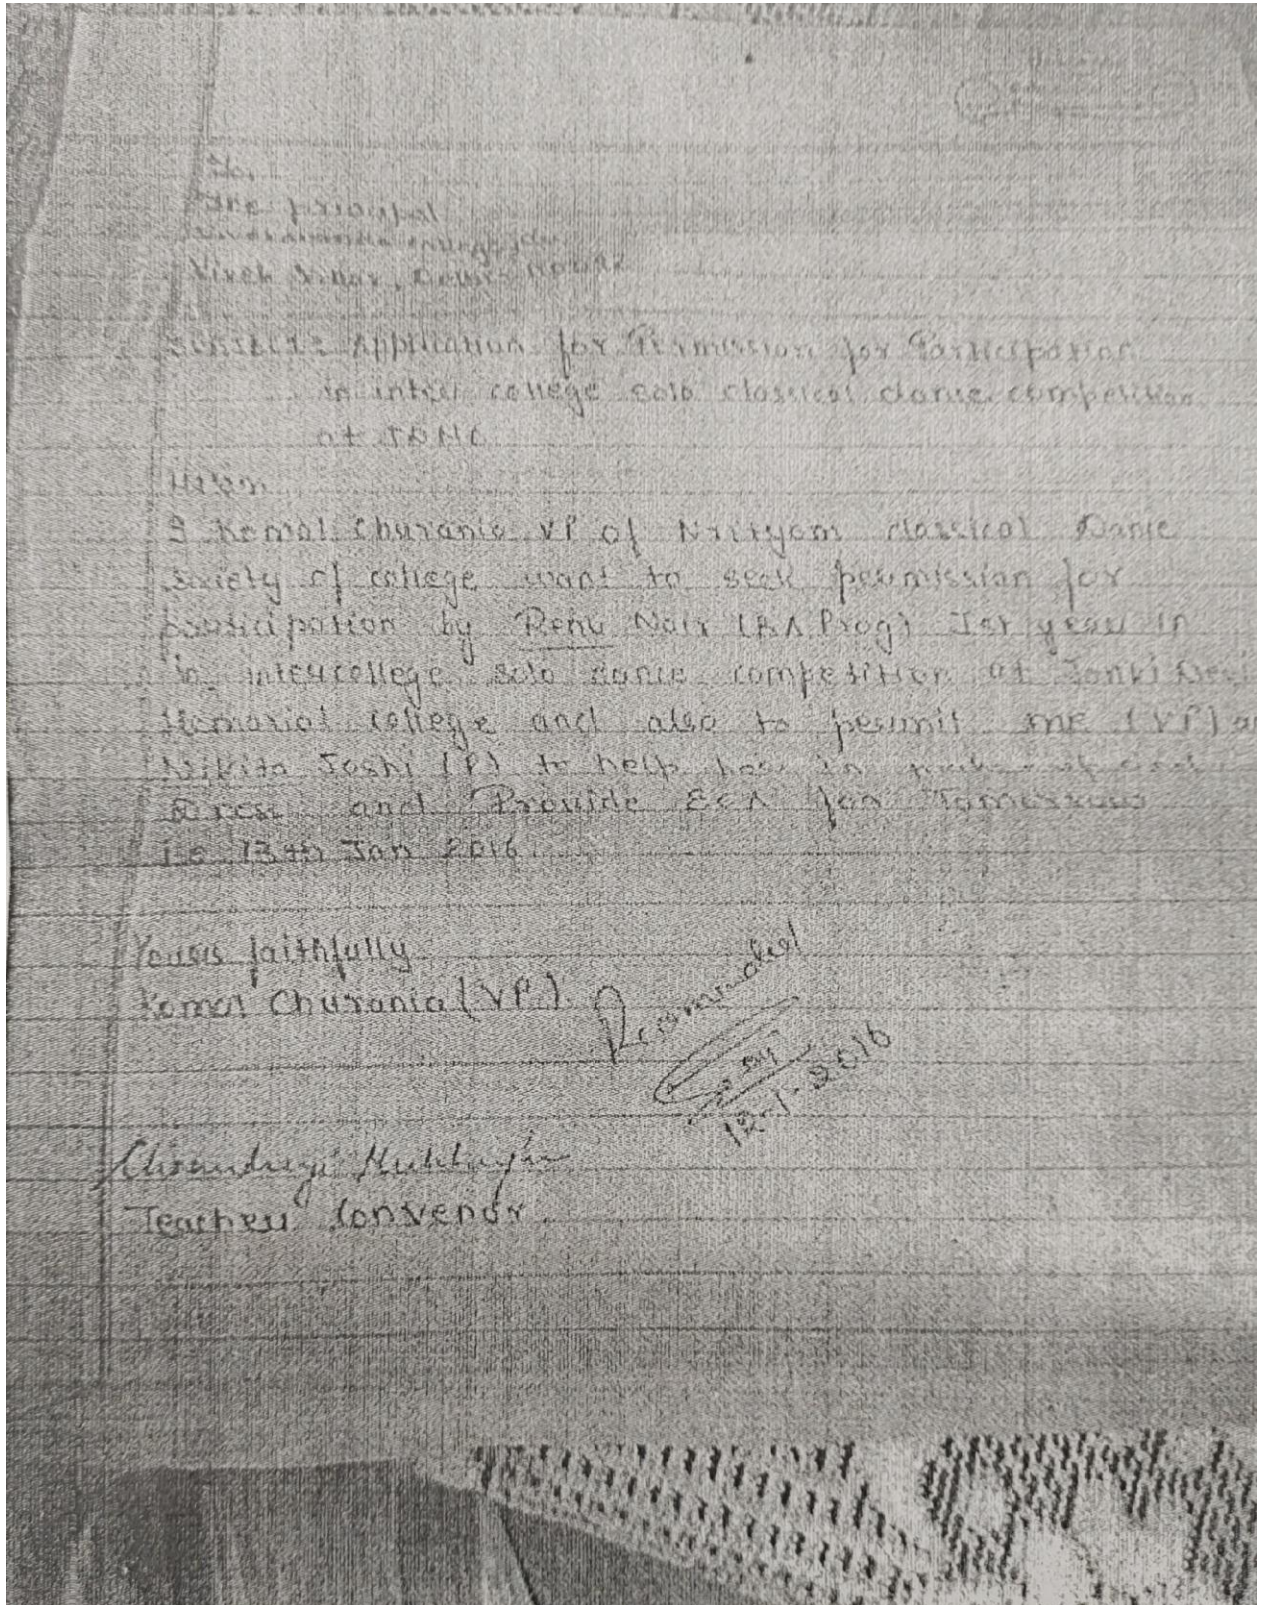 To,
The principal
Vivekananda college, DU
Vivek Vihar,
Subject:- Application for Permission for Participation
in inter college solo classical dance competition
at JDMC
Mam,
I Komal Churania VP of Nrityam classical Dance
Society of college want to seek permission for
participation by Renu Nair (B.A Prog) Ist year in
in intercollege solo dance competition at Janki Devi
Memorial college and also to permit me (VP) a
Nikita Joshi (P) to help her in
Dress and Provide ECA for Tomorrow
i.e 13th Jan 2016
Yours faithfully
Komal Churania (VP)
Recommended
12-1-2016
Teacher Convenor